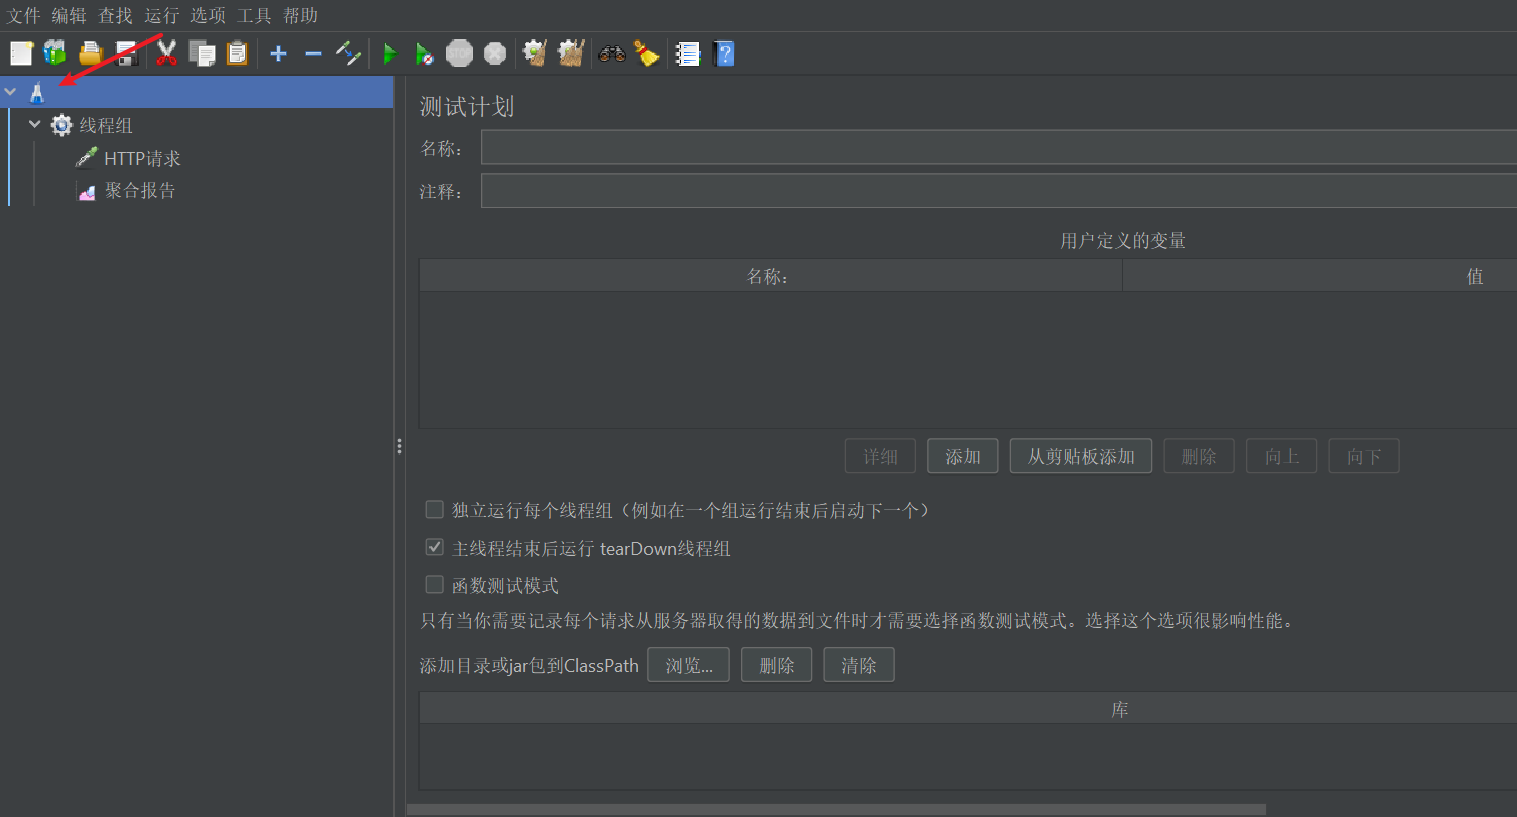 文件 编辑 查找 运行 选项 工具 帮助
STOP
线程组
HTTP请求
聚合报告
测试计划
名称：
注释：
用户定义的变量
名称： 值
详细 添加 从剪贴板添加 删除 向上 向下
独立运行每个线程组（例如在一个组运行结束后启动下一个）
主线程结束后运行 tearDown线程组
函数测试模式
只有当你需要记录每个请求从服务器取得的数据到文件时才需要选择函数测试模式。选择这个选项很影响性能。
添加目录或jar包到ClassPath 浏览... 删除 清除
库